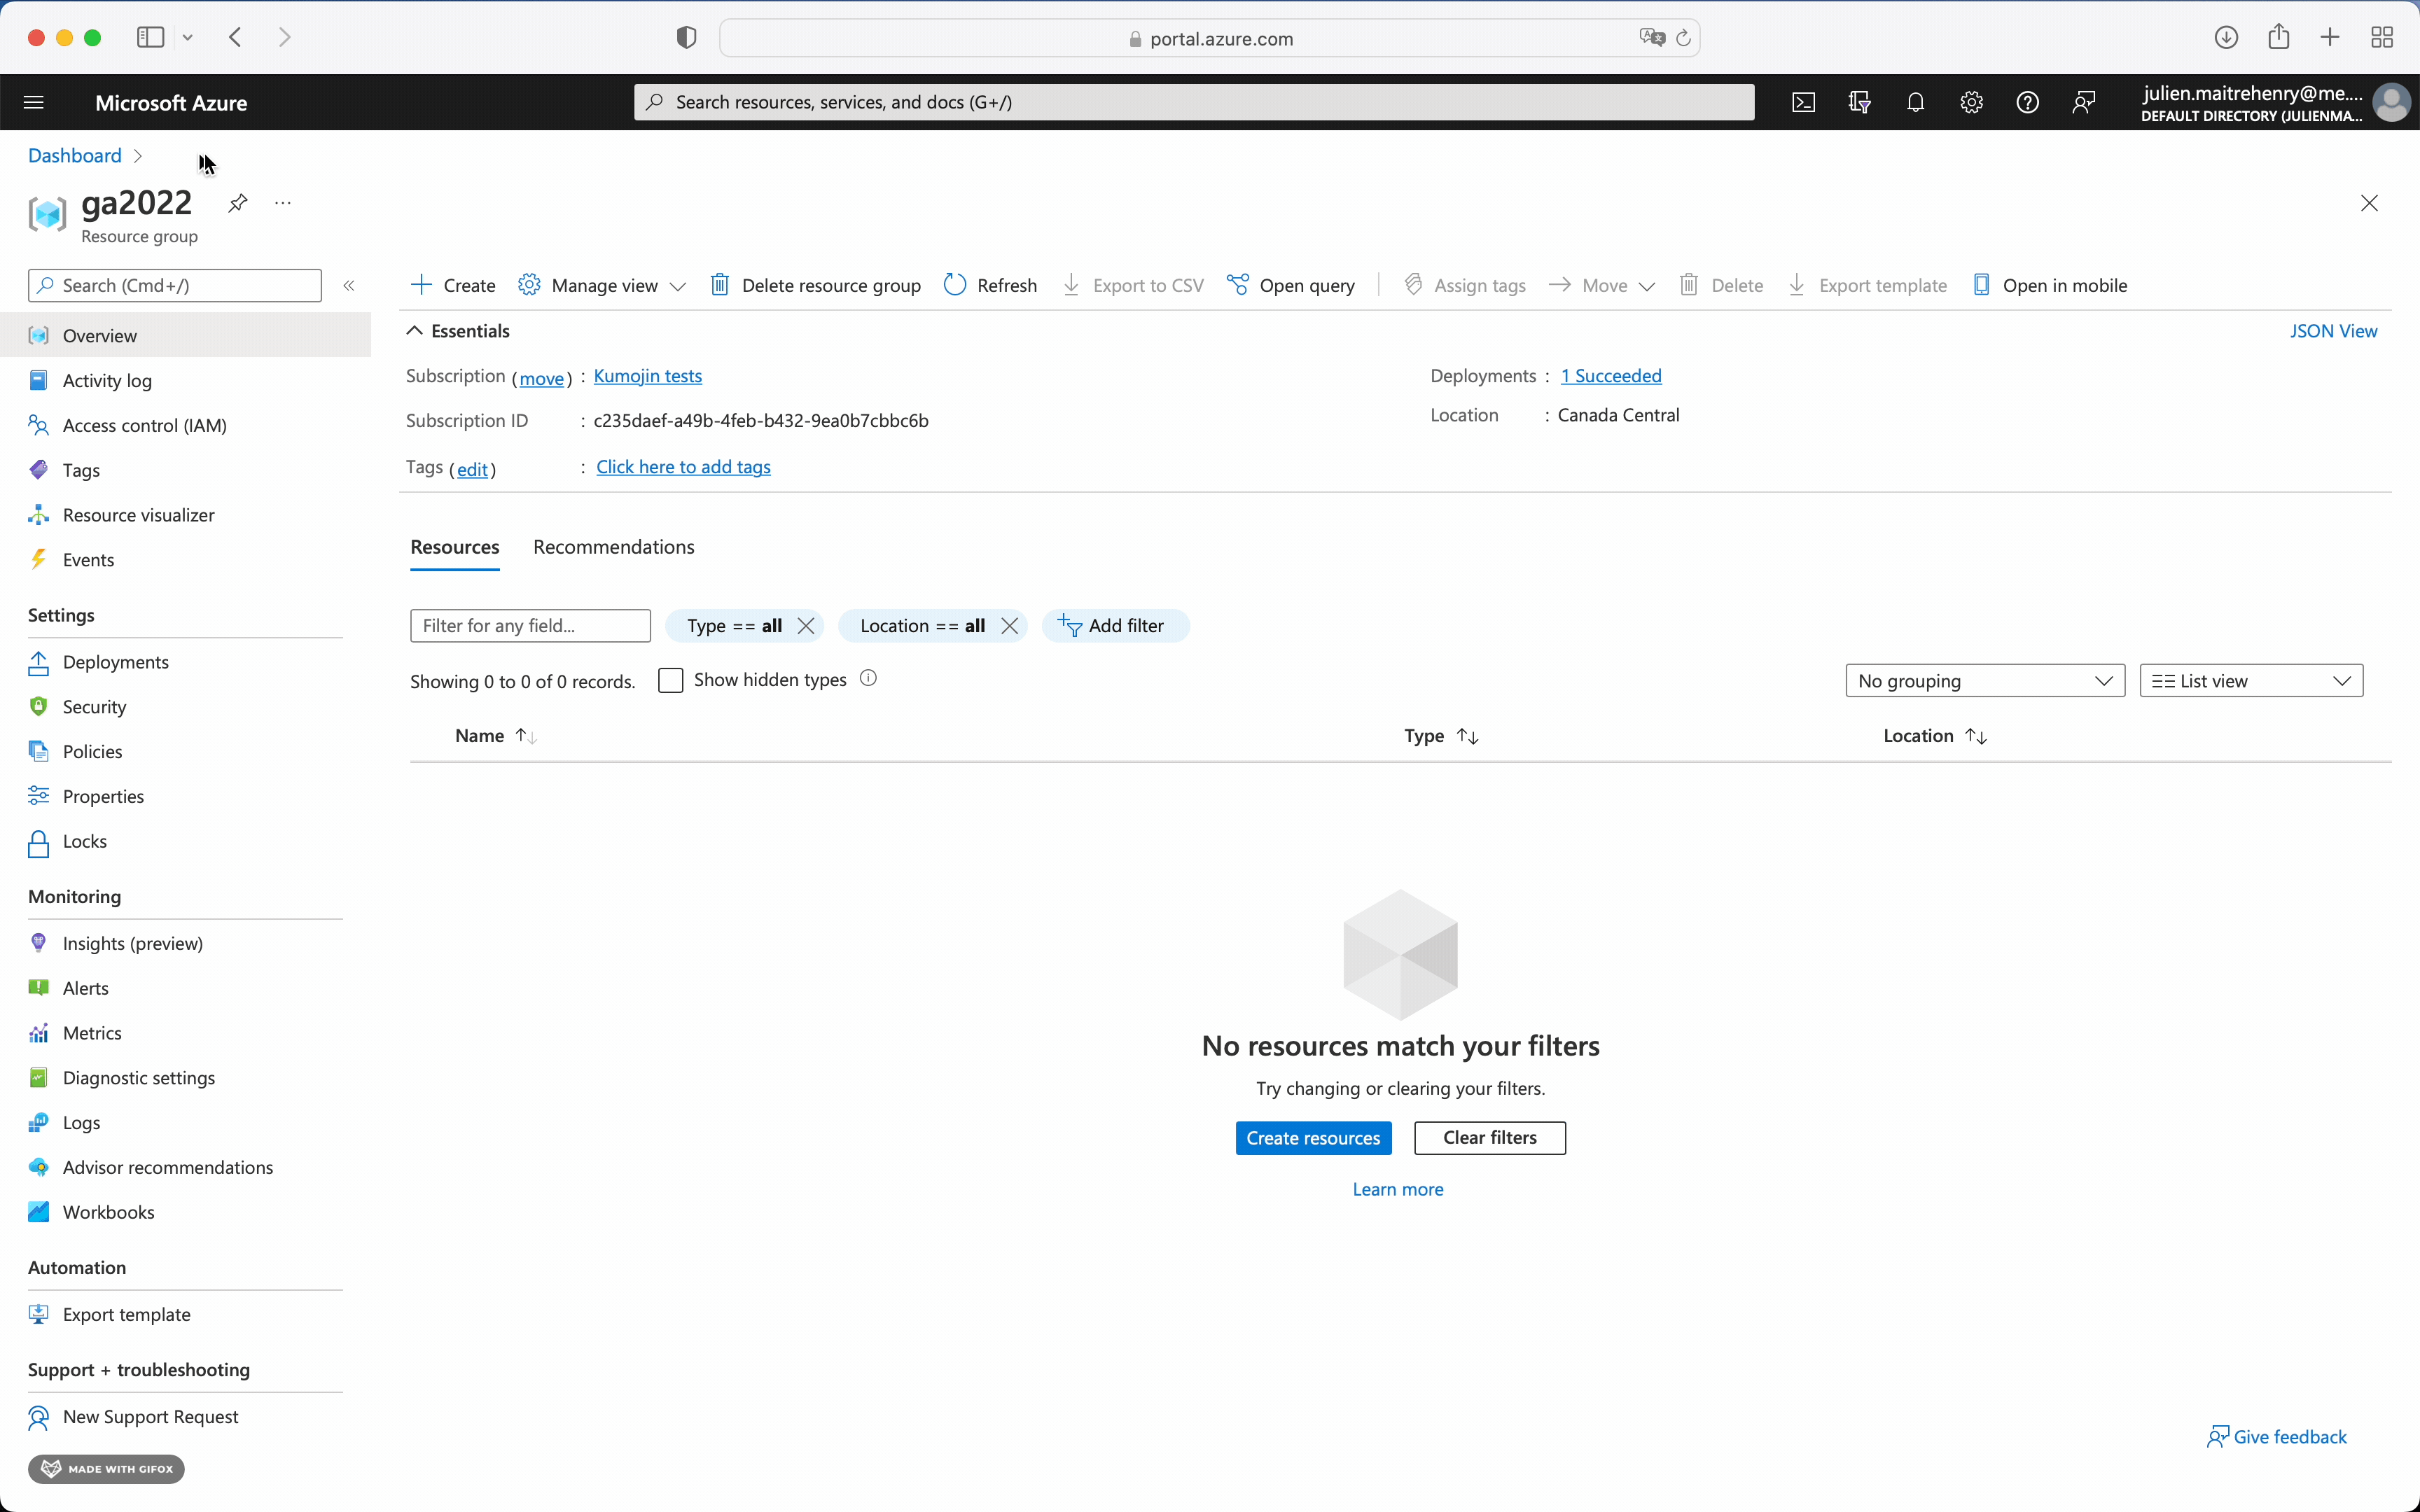 portal.azure.com
Microsoft Azure
Search resources, services, and docs (G+/)
julien.maitrehenry@me....
DEFAULT DIRECTORY (JULIENMA...
Dashboard
ga2022
Resource group
Search (Cmd+/)
Create Manage view Delete resource group Refresh Export to CSV Open query Assign tags Move Delete Export template Open in mobile
Overview
Activity log
Access control (IAM)
Tags
Resource visualizer
Events
Settings
Deployments
Security
Policies
Properties
Locks
Monitoring
Insights (preview)
Alerts
Metrics
Diagnostic settings
Logs
Advisor recommendations
Workbooks
Automation
Export template
Support + troubleshooting
New Support Request
MADE WITH GIFOX
Essentials
JSON View
Subscription (move) : Kumojin tests
Subscription ID : c235daef-a49b-4feb-b432-9ea0b7cbbc6b
Tags (edit) : Click here to add tags
Deployments : 1 Succeeded
Location : Canada Central
Resources Recommendations
Filter for any field... Type == all Location == all Add filter
Showing 0 to 0 of 0 records. Show hidden types No grouping List view
Name Type Location
No resources match your filters
Try changing or clearing your filters.
Create resources Clear filters
Learn more
Give feedback